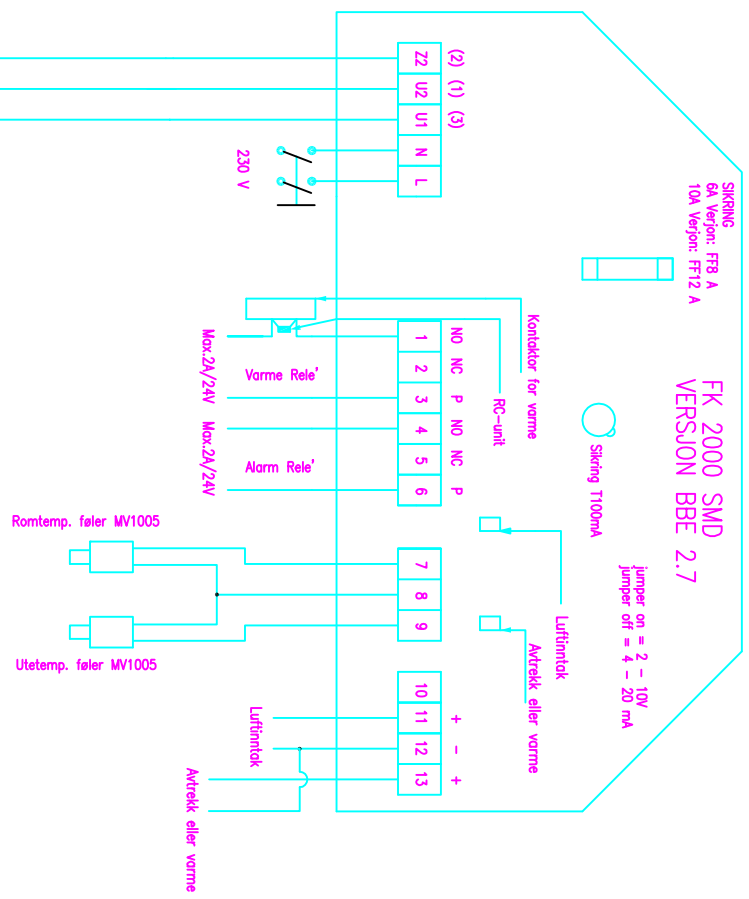 (2)
(1)
(3)
Z2
U2
U1
N
L
230 V
SIKRING
6A Verjon: FF8 A
10A Verjon: FF12 A
FK 2000 SMD
VERSJON BBE 2.7
Sikring T100mA
Kontaktor for varme
RC-unit
1
2
3
4
5
6
NO
NC
P
NO
NC
P
Max.2A/24V
Varme Rele'
Max.2A/24V
Alarm Rele'
jumper on = 2 - 10V
jumper off = 4 - 20 mA
Luftinntak
Avtrekk eller varme
Romtemp. føler MV1005
Utetemp. føler MV1005
7
8
9
10
11
12
13
+
-
+
Luftinntak
Avtrekk eller varme